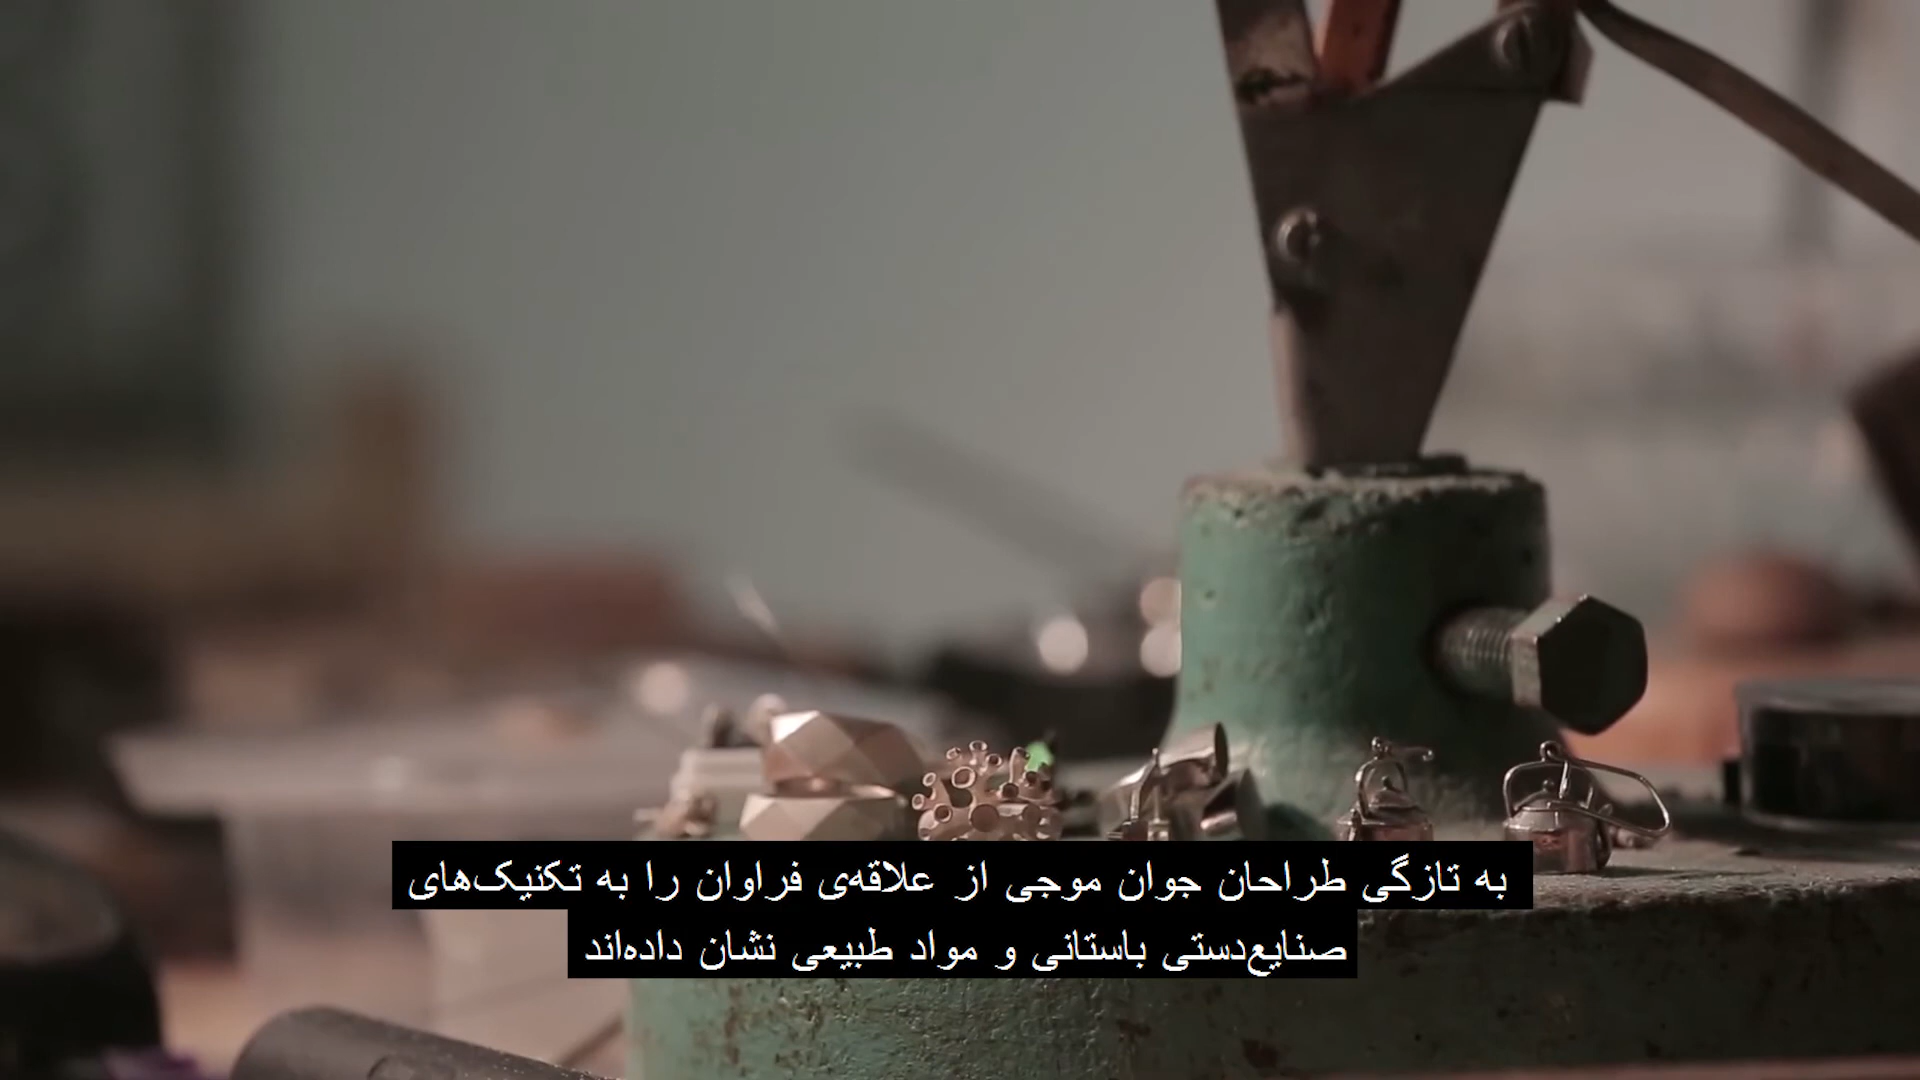 به تازگی طراحان جوان موجی از علاقه‌ی فراوان را به تکنیک‌های
صنایع‌دستی باستانی و مواد طبیعی نشان داده‌اند